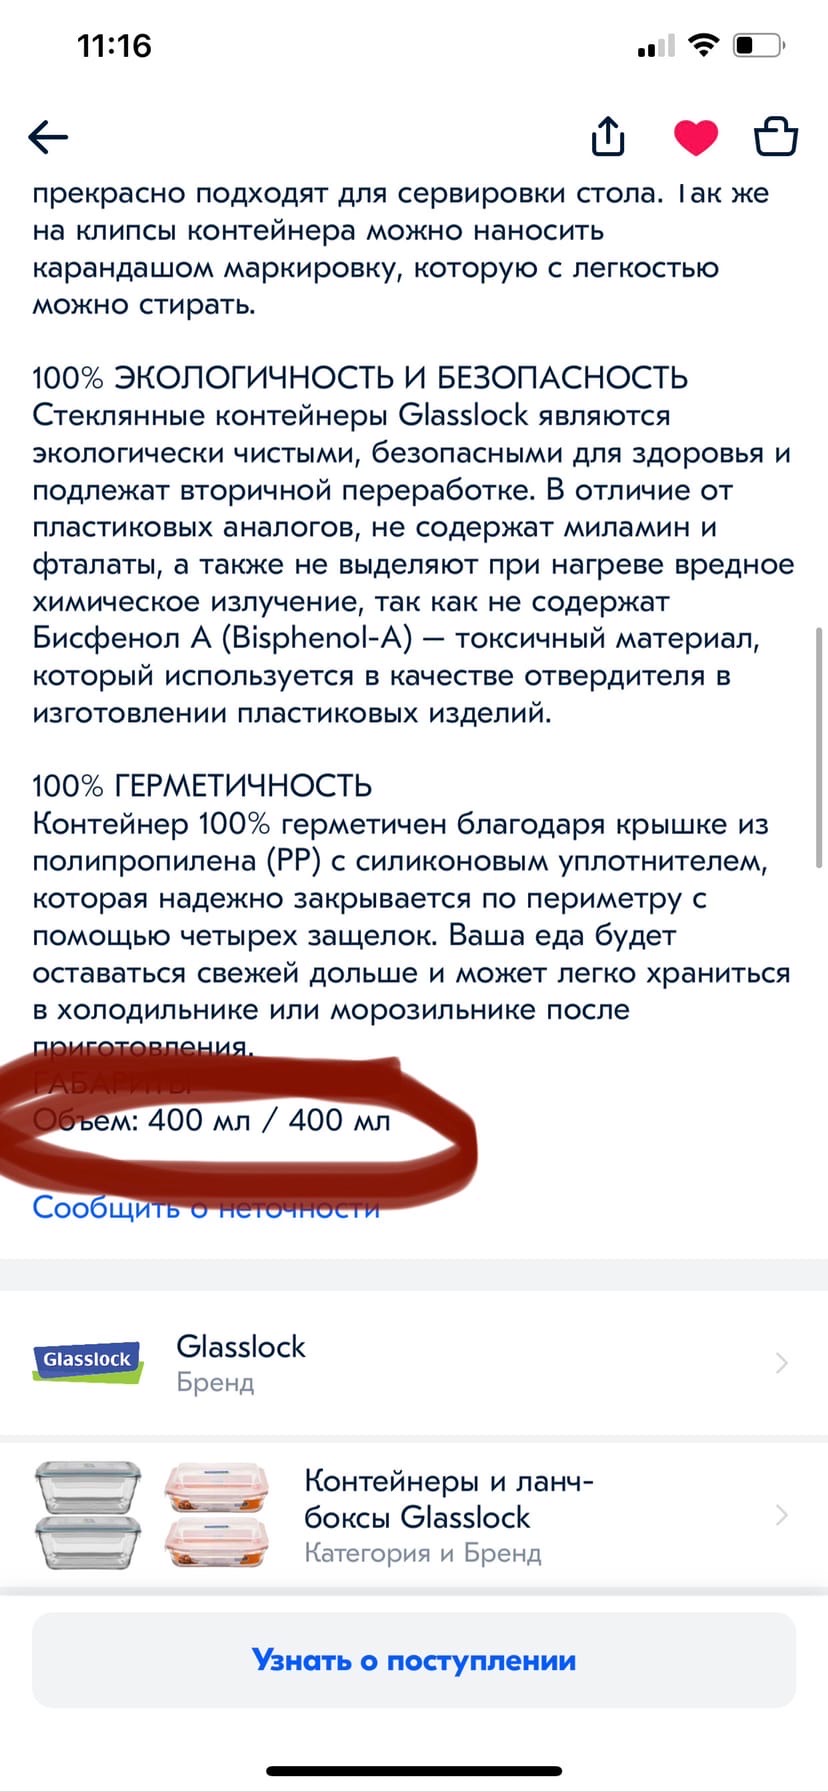 11:16
прекрасно подходят для сервировки стола. Так же
на клипсы контейнера можно наносить
карандашом маркировку, которую с легкостью
можно стирать.
100% ЭКОЛОГИЧНОСТЬ И БЕЗОПАСНОСТЬ
Стеклянные контейнеры Glasslock являются
экологически чистыми, безопасными для здоровья и
подлежат вторичной переработке. В отличие от
пластиковых аналогов, не содержат миламин и
фталаты, а также не выделяют при нагреве вредное
химическое излучение, так как не содержат
Бисфенол А (Bisphenol-A) — токсичный материал,
который используется в качестве отвердителя в
изготовлении пластиковых изделий.
100% ГЕРМЕТИЧНОСТЬ
Контейнер 100% герметичен благодаря крышке из
полипропилена (PP) с силиконовым уплотнителем,
которая надежно закрывается по периметру с
помощью четырех защелок. Ваша еда будет
оставаться свежей дольше и может легко храниться
в холодильнике или морозильнике после
приготовления.
ГАБАРИТЫ
Объем: 400 мл / 400 мл
Сообщить о неточности
Glasslock
Glasslock
Бренд
Контейнеры и ланч-
боксы Glasslock
Категория и Бренд
Узнать о поступлении